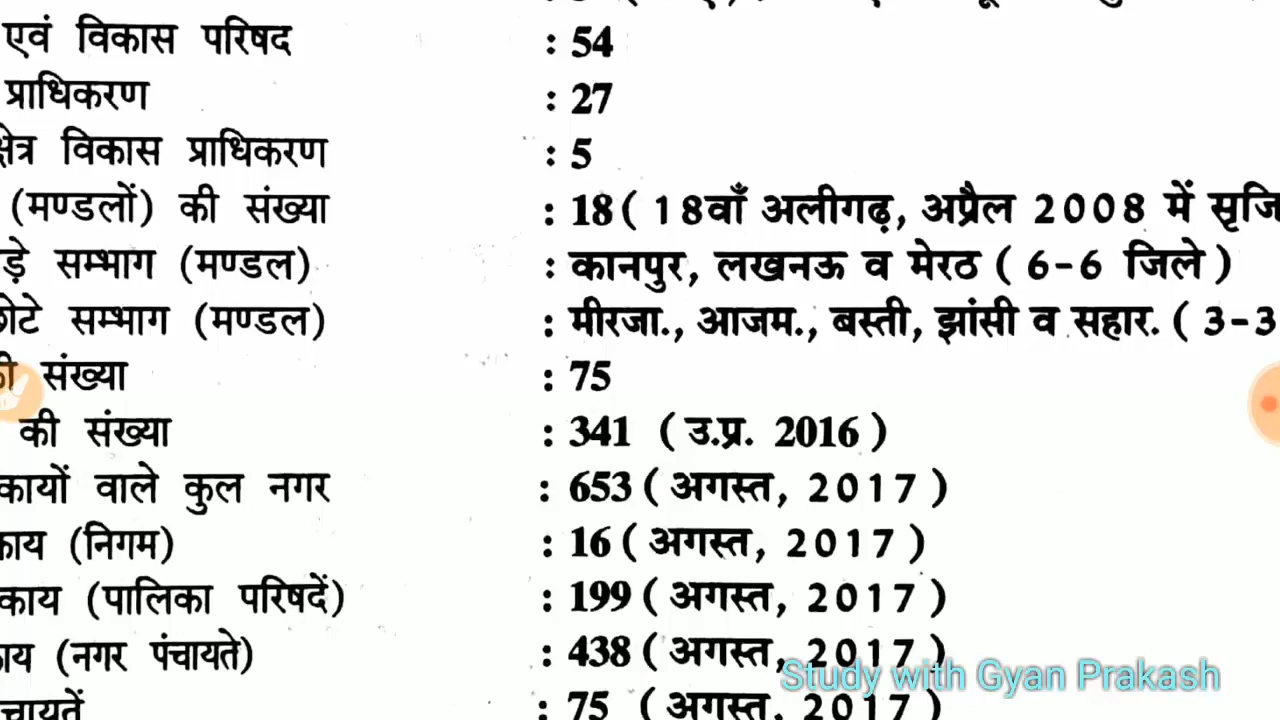 एवं विकास परिषद : 54
प्राधिकरण : 27
क्षेत्र विकास प्राधिकरण : 5
(मण्डलों) की संख्या : 18 ( 18वाँ अलीगढ़, अप्रैल 2008 में
सम्भाग (मण्डल) : कानपुर, लखनऊ व मेरठ ( 6-6 जिले )
सम्भाग (मण्डल) : मीरजा., आजम., बस्ती, झांसी व सहार. ( 3-3
संख्या : 75
की संख्या : 341 ( उ.प्र. 2016 )
वाले कुल नगर : 653 ( अगस्त, 2017 )
(निगम) : 16 ( अगस्त, 2017 )
(पालिका परिषदें) : 199 ( अगस्त, 2017 )
(नगर पंचायते) : 438 ( अगस्त, 2017 )
Study with Gyan Prakash
: 75 ( अगस्त, 2017 )